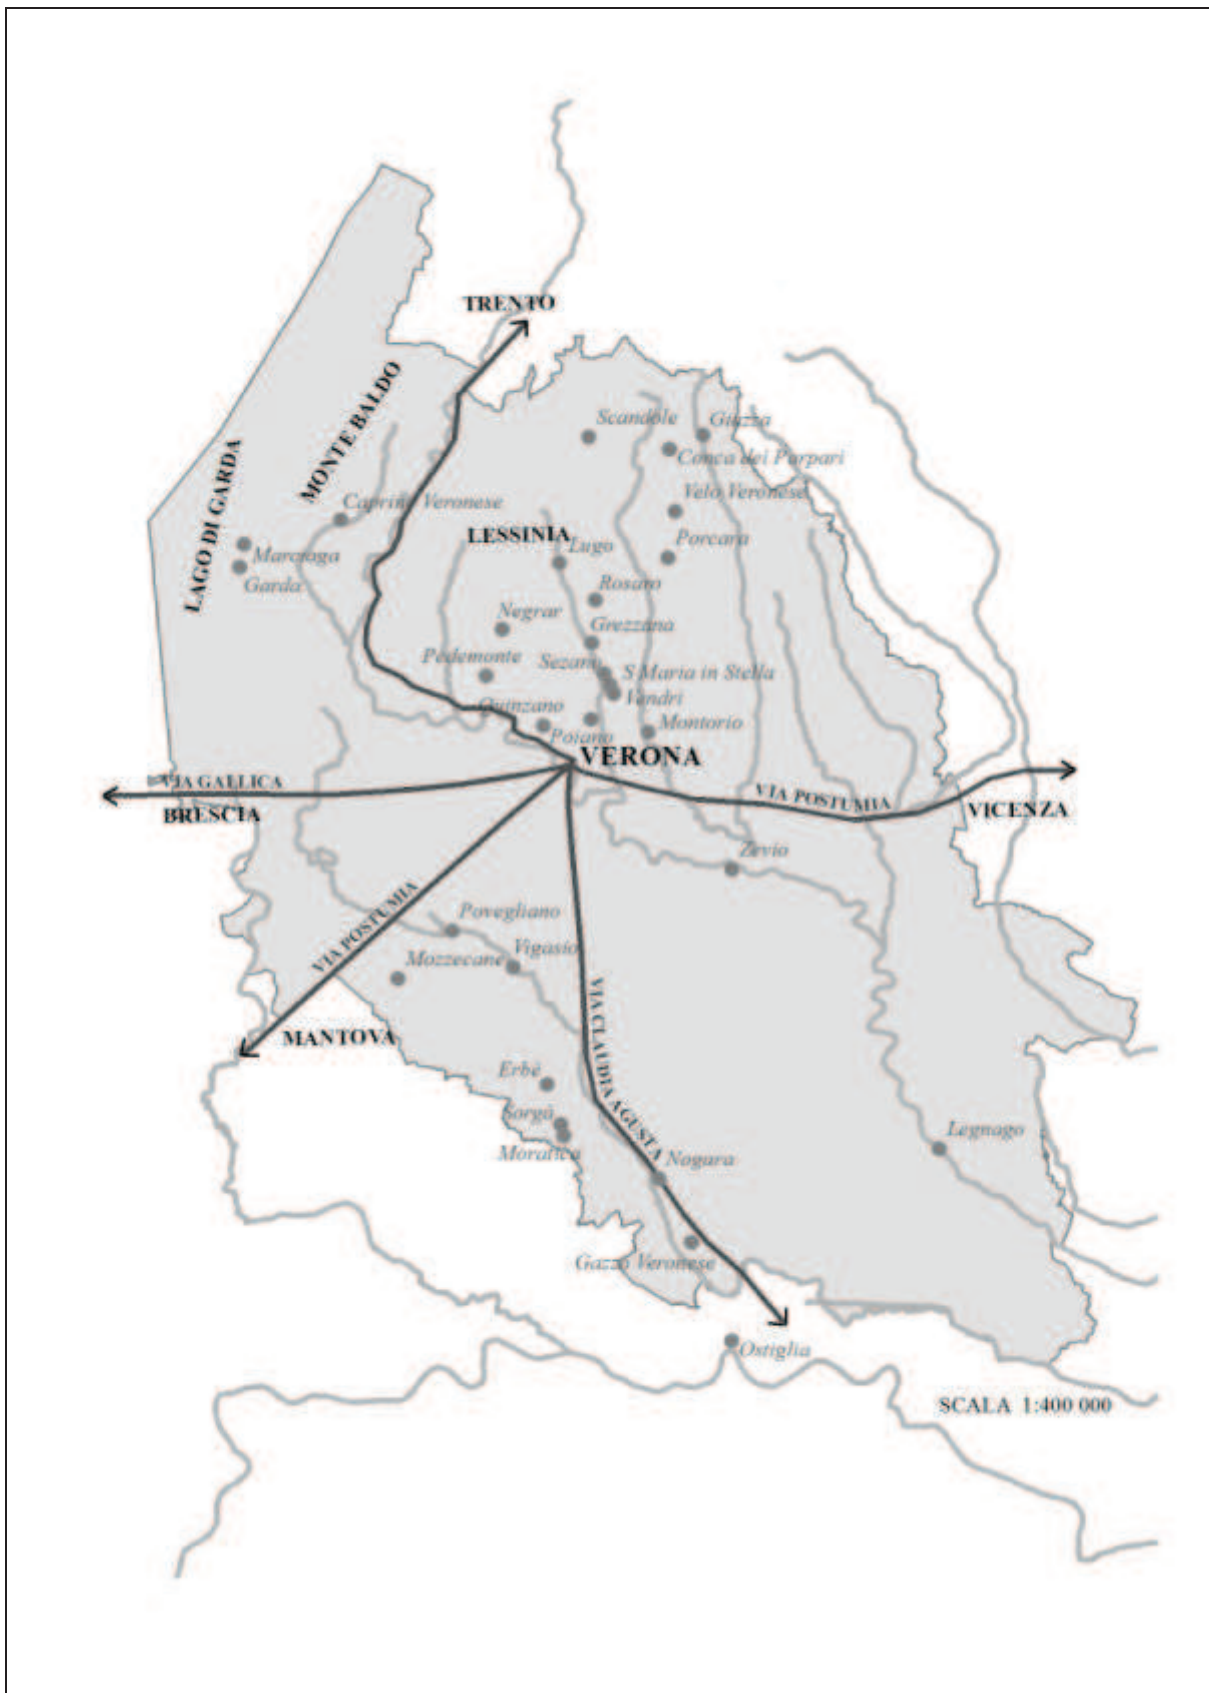 TRENTO
MONTE BALDO
LAGO DI GARDA
Scandole
Giazza
Conca dei Parpari
Caprino Veronese
Velo Veronese
LESSINIA
Lugo
Porcara
Marciaga
Garda
Rosaro
Negrar
Grezzana
Pedemonte
Sezano
S Maria in Stella
Vendri
Quinzano
Poiano
Montorio
VERONA
VIA GALLICA
BRESCIA
VIA POSTUMIA
VICENZA
Zevio
VIA POSTUMIA
Povegliano
Vigasio
Mozzecane
VIA CLAUDIA AGUSTA
MANTOVA
Erbè
Sorgà
Moratica
Nogara
Legnago
Gazzo Veronese
Ostiglia
SCALA 1:400 000